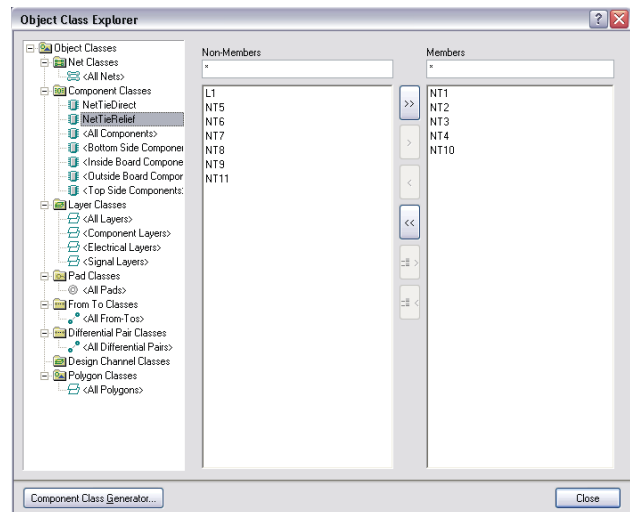 Object Class Explorer
Object Classes
Net Classes
<All Nets>
Component Classes
NetTieDirect
NetTieRelief
<All Components>
<Bottom Side Componei
<Inside Board Compone
<Outside Board Compor
<Top Side Components:
Layer Classes
<All Layers>
<Component Layers>
<Electrical Layers>
<Signal Layers>
Pad Classes
<All Pads>
From To Classes
<All From-Tos>
Differential Pair Classes
<All Differential Pairs>
Design Channel Classes
Polygon Classes
<All Polygons>
Non-Members
*
L1
NT5
NT6
NT7
NT8
NT9
NT11
>>
>
<
<<
Members
*
NT1
NT2
NT3
NT4
NT10
Component Class Generator...
Close